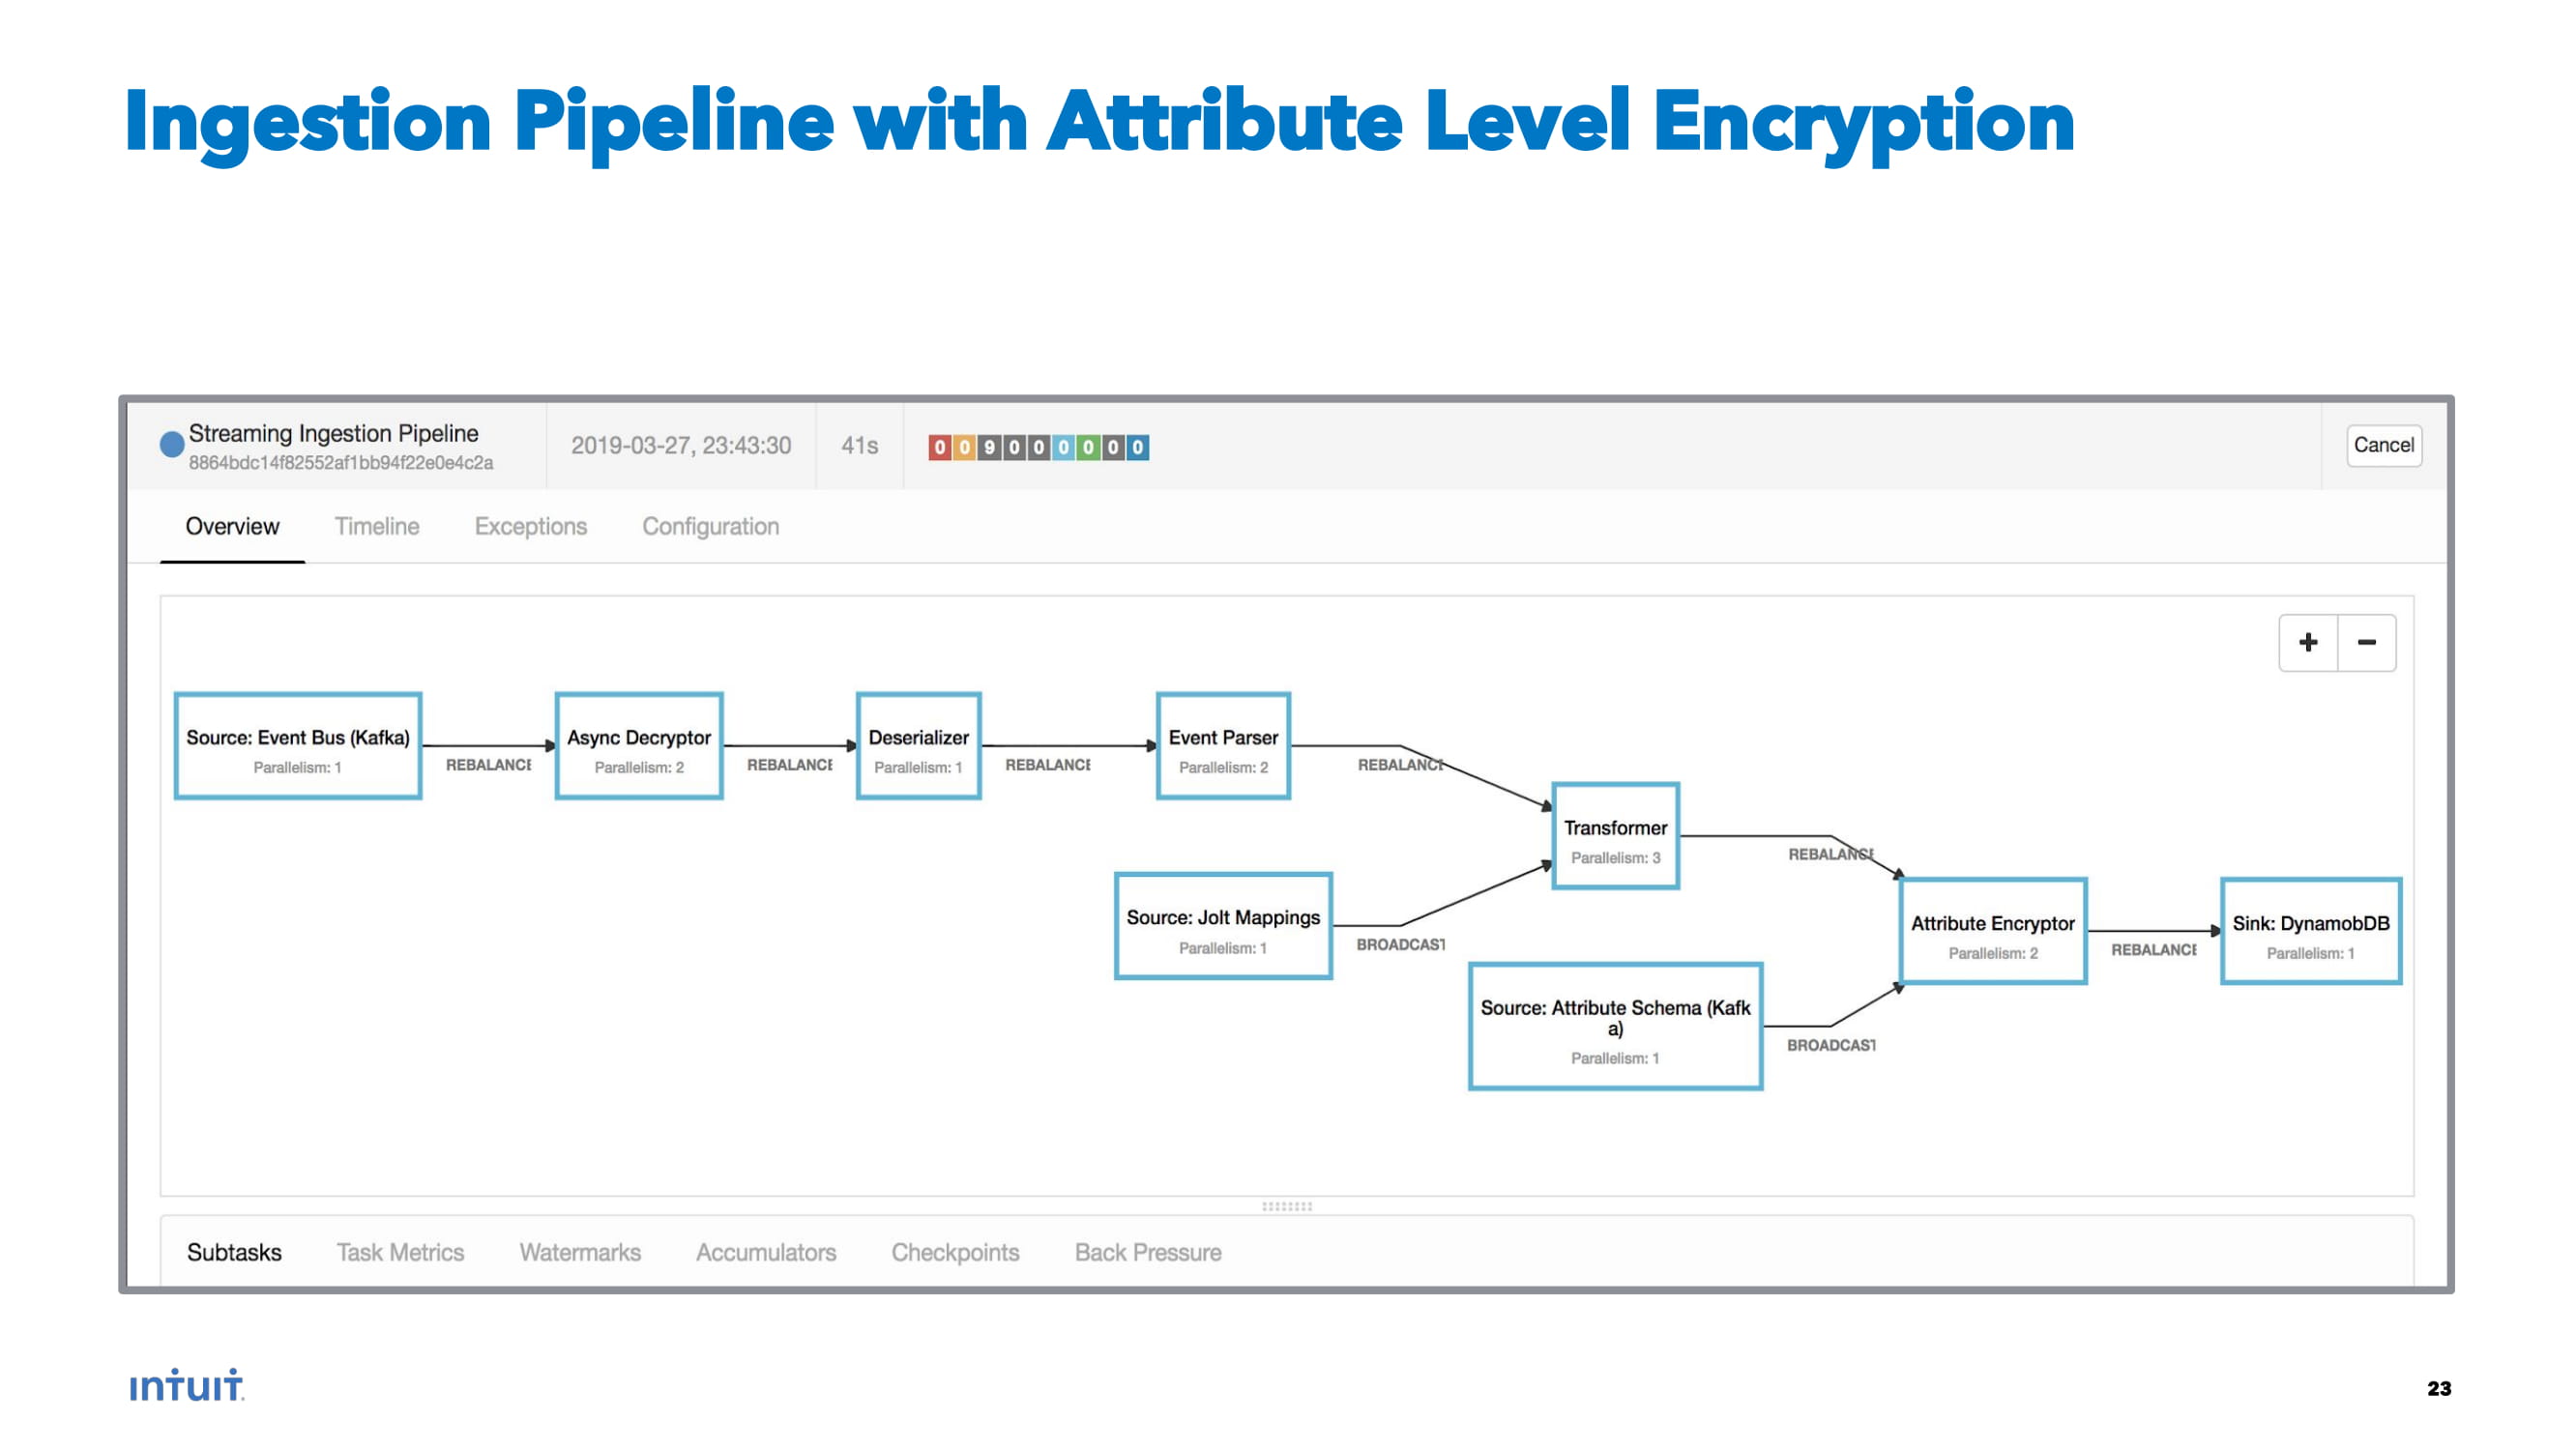 Ingestion Pipeline with Attribute Level Encryption
Streaming Ingestion Pipeline
8864bdc14f82552af1bb94f22e0e4c2a
2019-03-27, 23:43:30
41s
0 0 9 0 0 0 0 0 0
Cancel
Overview Timeline Exceptions Configuration
+ −
Source: Event Bus (Kafka)
Parallelism: 1
REBALANCE
Async Decryptor
Parallelism: 2
REBALANCE
Deserializer
Parallelism: 1
REBALANCE
Event Parser
Parallelism: 2
REBALANCE
Transformer
Parallelism: 3
REBALANCE
Source: Jolt Mappings
Parallelism: 1
BROADCAST
Attribute Encryptor
Parallelism: 2
REBALANCE
Sink: DynamobDB
Parallelism: 1
Source: Attribute Schema (Kafk
a)
Parallelism: 1
BROADCAST
Subtasks Task Metrics Watermarks Accumulators Checkpoints Back Pressure
intuit.
23